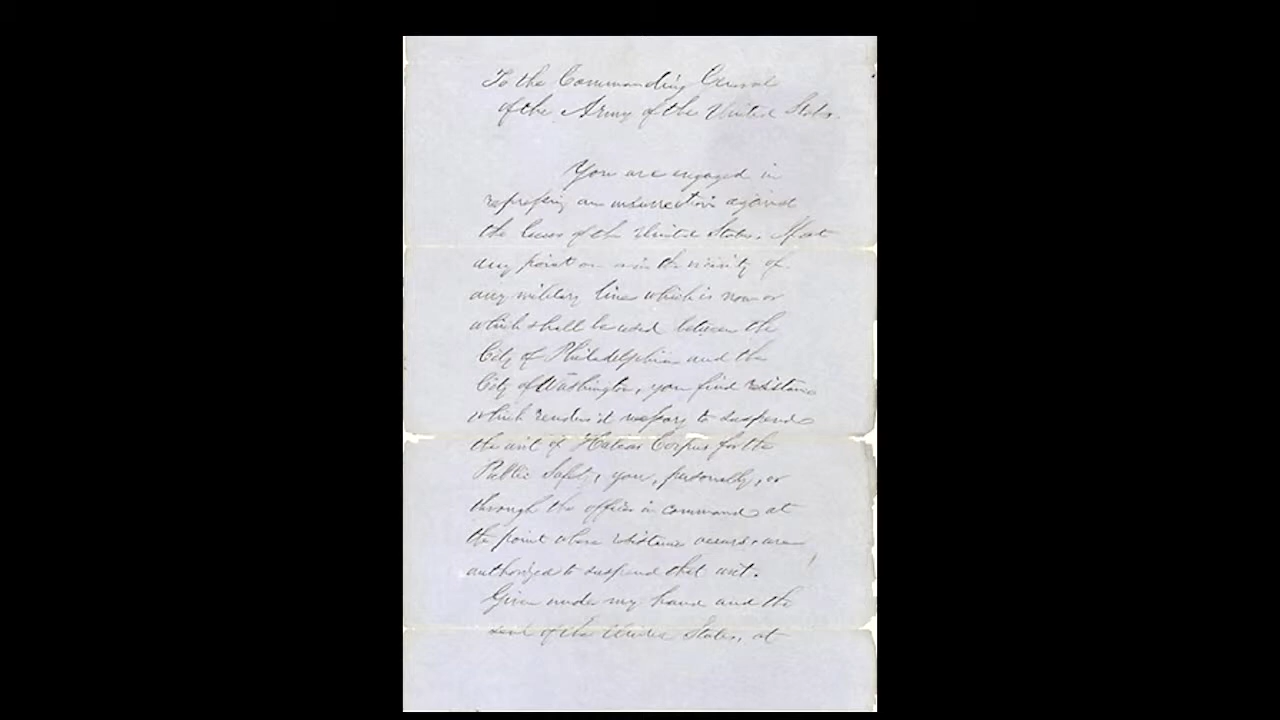 To the Commanding General
of the Army of the United States.
You are engaged in
repressing an insurrection against
the laws of the United States. If at
any point on or in the vicinity of
any military line which is now or
which shall be used between the
City of Philadelphia and the
City of Washington, you find resistance
which renders it necessary to suspend
the writ of Habeas Corpus for the
Public Safety, you, personally, or
through the officer in command at
the point where resistance occurs, are
authorized to suspend that writ.
Given under my hand and the
seal of the United States, at